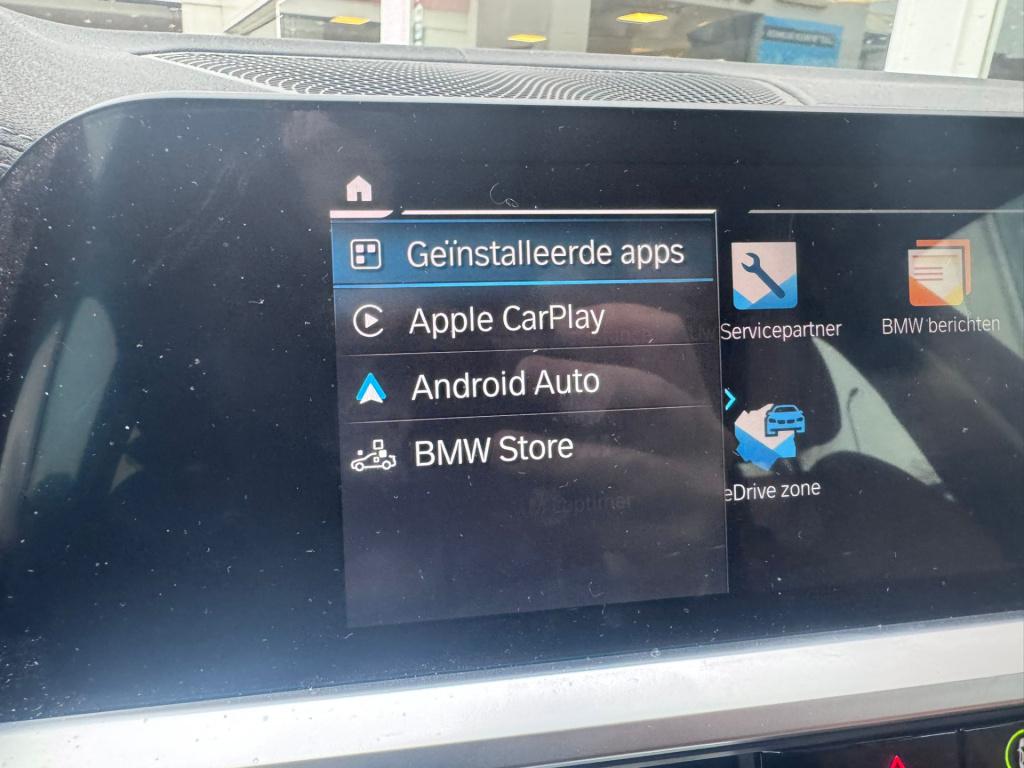 Geïnstalleerde apps
Apple CarPlay
Android Auto
BMW Store
Servicepartner
BMW berichten
eDrive zone